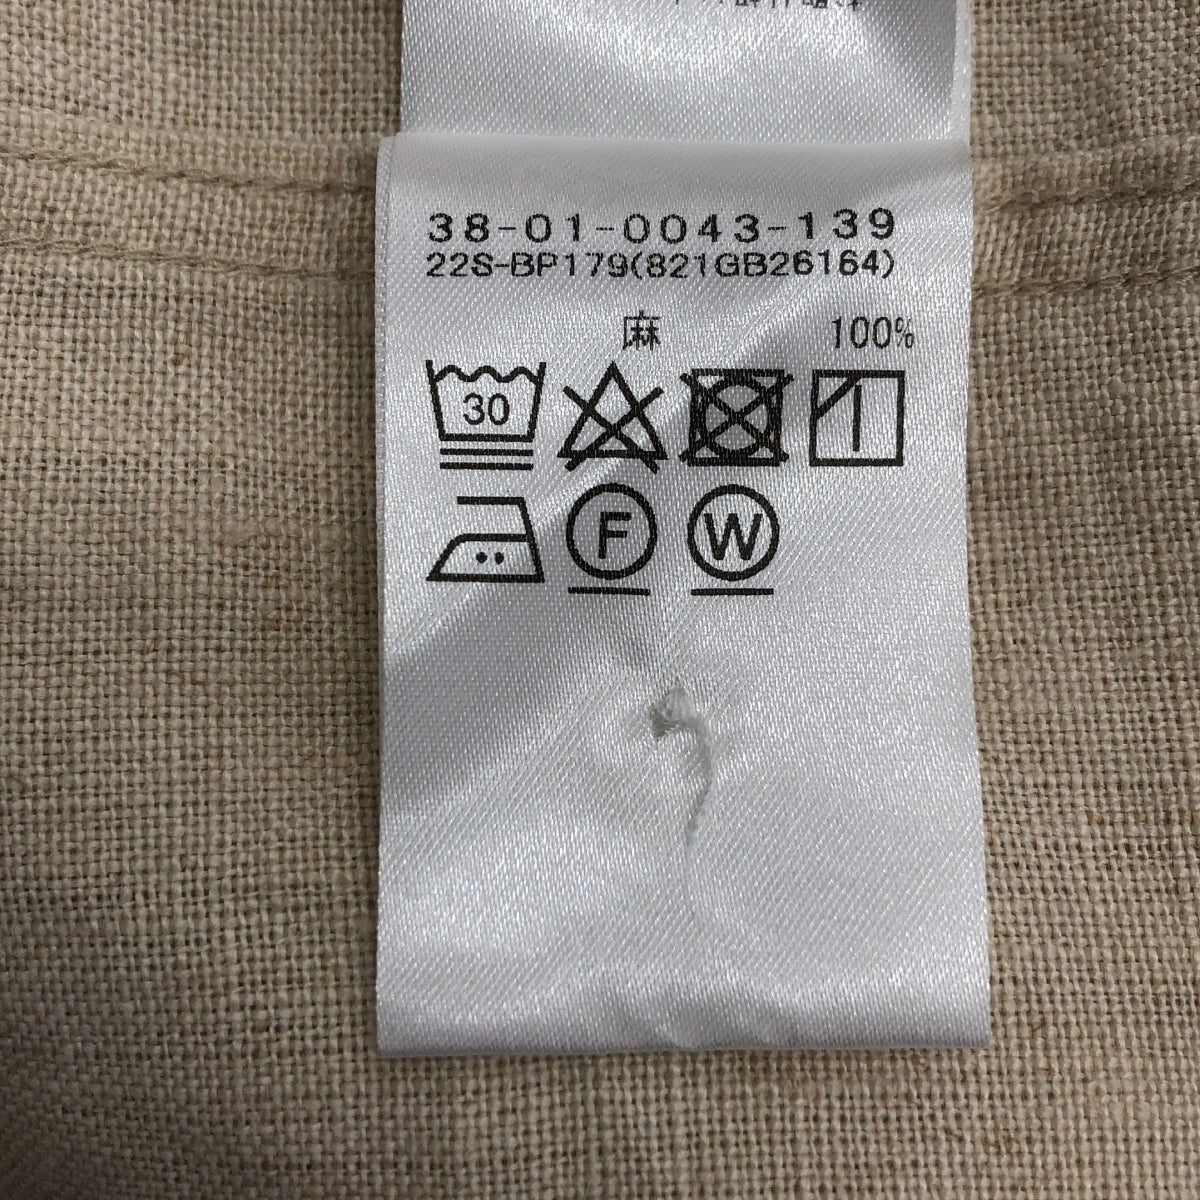 38-01-0043-139
22S-BP179(821GB26164)
麻 100%
30
F W